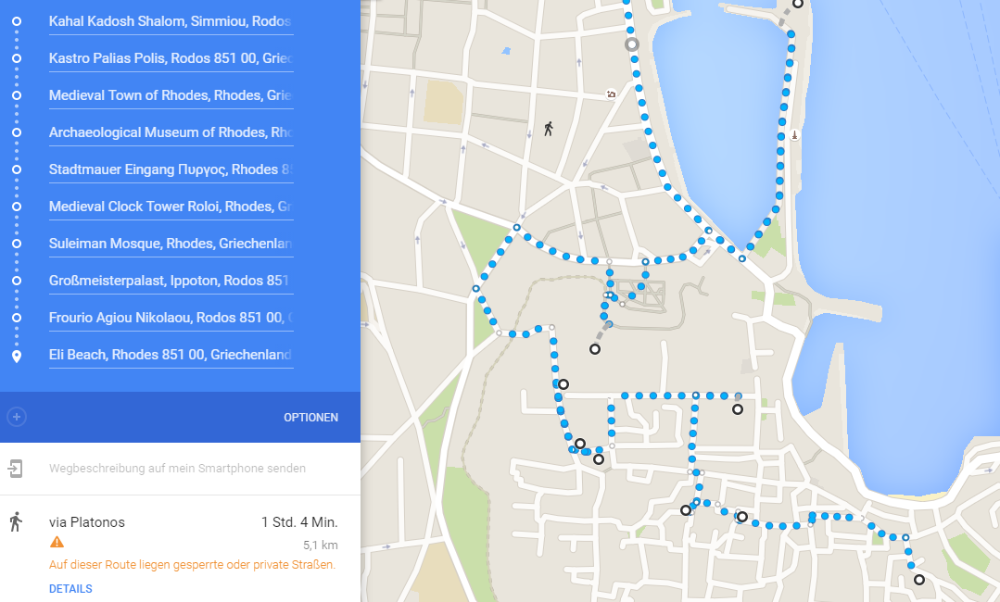 Kahal Kadosh Shalom, Simmiou, Rodos
Kastro Palias Polis, Rodos 851 00, Grie
Medieval Town of Rhodes, Rhodes, Grie
Archaeological Museum of Rhodes, Rho
Stadtmauer Eingang Πυργος, Rhodes 8
Medieval Clock Tower Roloi, Rhodes, Gr
Suleiman Mosque, Rhodes, Griechenlan
Großmeisterpalast, Ippoton, Rodos 851
Frourio Agiou Nikolaou, Rodos 851 00,
Eli Beach, Rhodes 851 00, Griechenland
OPTIONEN
Wegbeschreibung auf mein Smartphone senden
via Platonos 1 Std. 4 Min.
5,1 km
Auf dieser Route liegen gesperrte oder private Straßen.
DETAILS